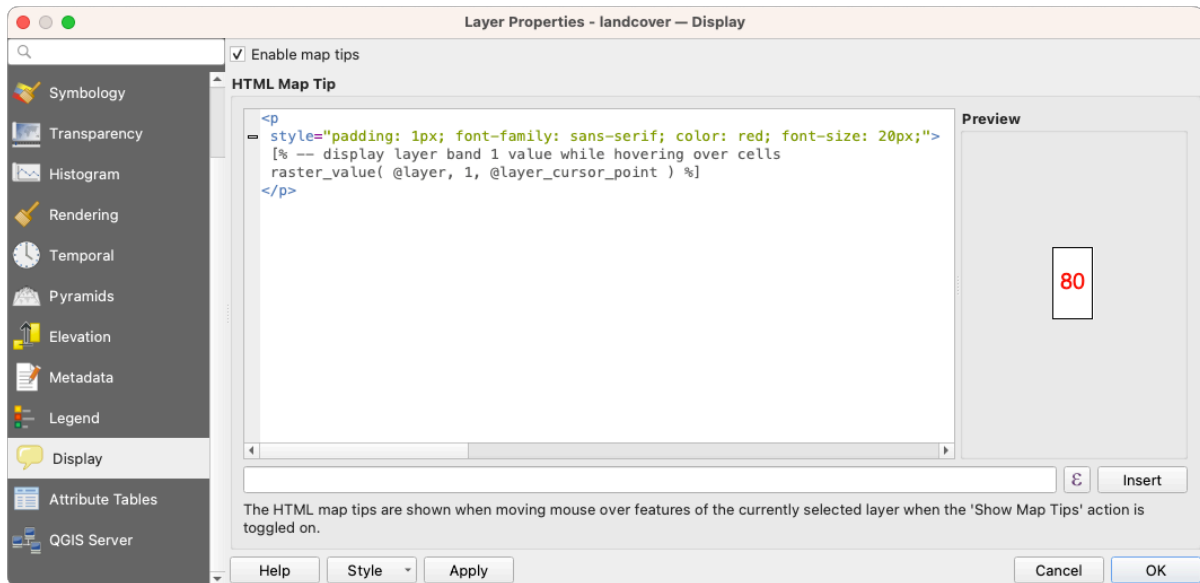 Layer Properties - landcover — Display
Enable map tips
HTML Map Tip
Symbology
Transparency
Histogram
Rendering
Temporal
Pyramids
Elevation
Metadata
Legend
Display
Attribute Tables
QGIS Server
<p
style="padding: 1px; font-family: sans-serif; color: red; font-size: 20px;">
[% -- display layer band 1 value while hovering over cells
raster_value( @layer, 1, @layer_cursor_point ) %]
</p>
Preview
80
ε
Insert
The HTML map tips are shown when moving mouse over features of the currently selected layer when the 'Show Map Tips' action is
toggled on.
Help
Style
Apply
Cancel
OK